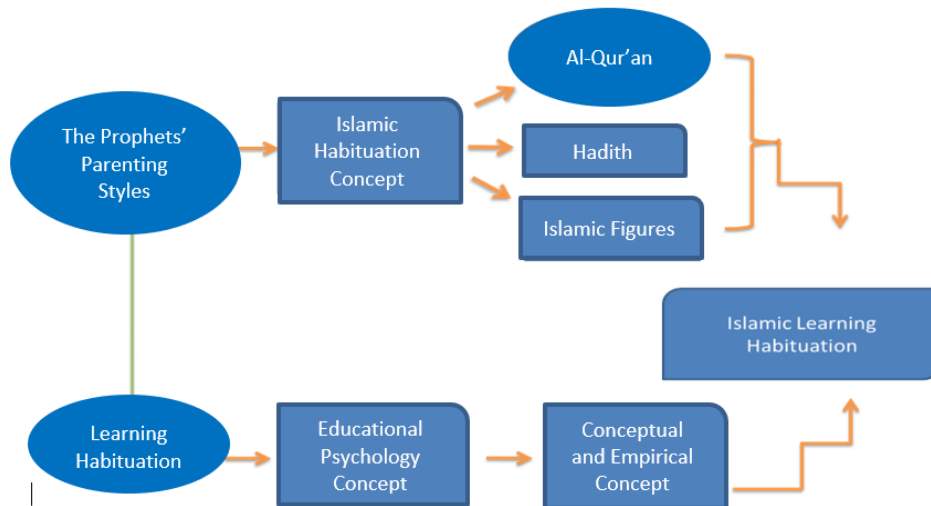 The Prophets’
Parenting
Styles
Islamic
Habituation
Concept
Al-Qur’an
Hadith
Islamic Figures
Islamic Learning
Habituation
Learning
Habituation
Educational
Psychology
Concept
Conceptual
and Empirical
Concept